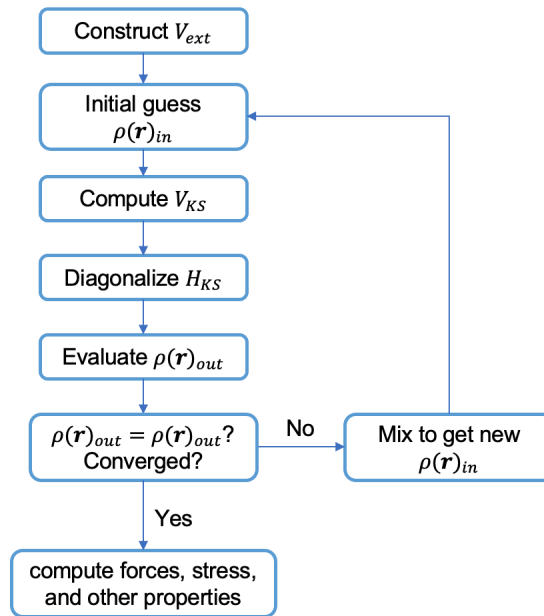 Construct V_ext
Initial guess
ρ(r)_in
Compute V_KS
Diagonalize H_KS
Evaluate ρ(r)_out
ρ(r)_out = ρ(r)_out?
Converged?
No
Mix to get new
ρ(r)_in
Yes
compute forces, stress,
and other properties